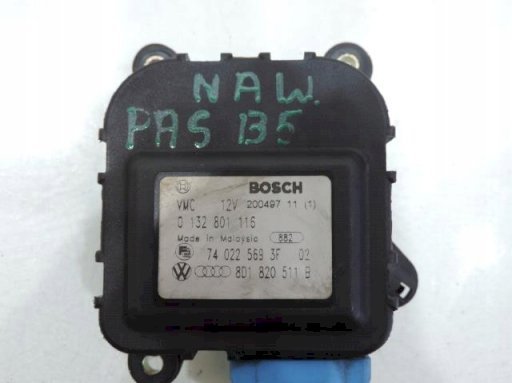 NAW.
PAS B5
BOSCH
VMC 12V 200497 11 (1)
0 132 801 116
Made in Malaysia 882
74 022 569 3F 02
8D1 820 511 B